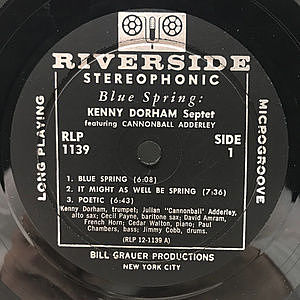 RIVERSIDE
STEREOPHONIC
Blue Spring:
KENNY DORHAM Septet
featuring CANNONBALL ADDERLEY
RLP
1139
SIDE
1
LONG PLAYING
MICROGROOVE
1. BLUE SPRING (6:08)
2. IT MIGHT AS WELL BE SPRING (7:36)
3. POETIC (6:43)
Kenny Dorham, trumpet; Julian "Cannonball" Adderley,
alto sax; Cecil Payne, baritone sax; David Amram,
French Horn; Cedar Walton, piano; Paul
Chambers, bass; Jimmy Cobb, drums.
(RLP 12-1139 A)
BILL GRAUER PRODUCTIONS
NEW YORK CITY